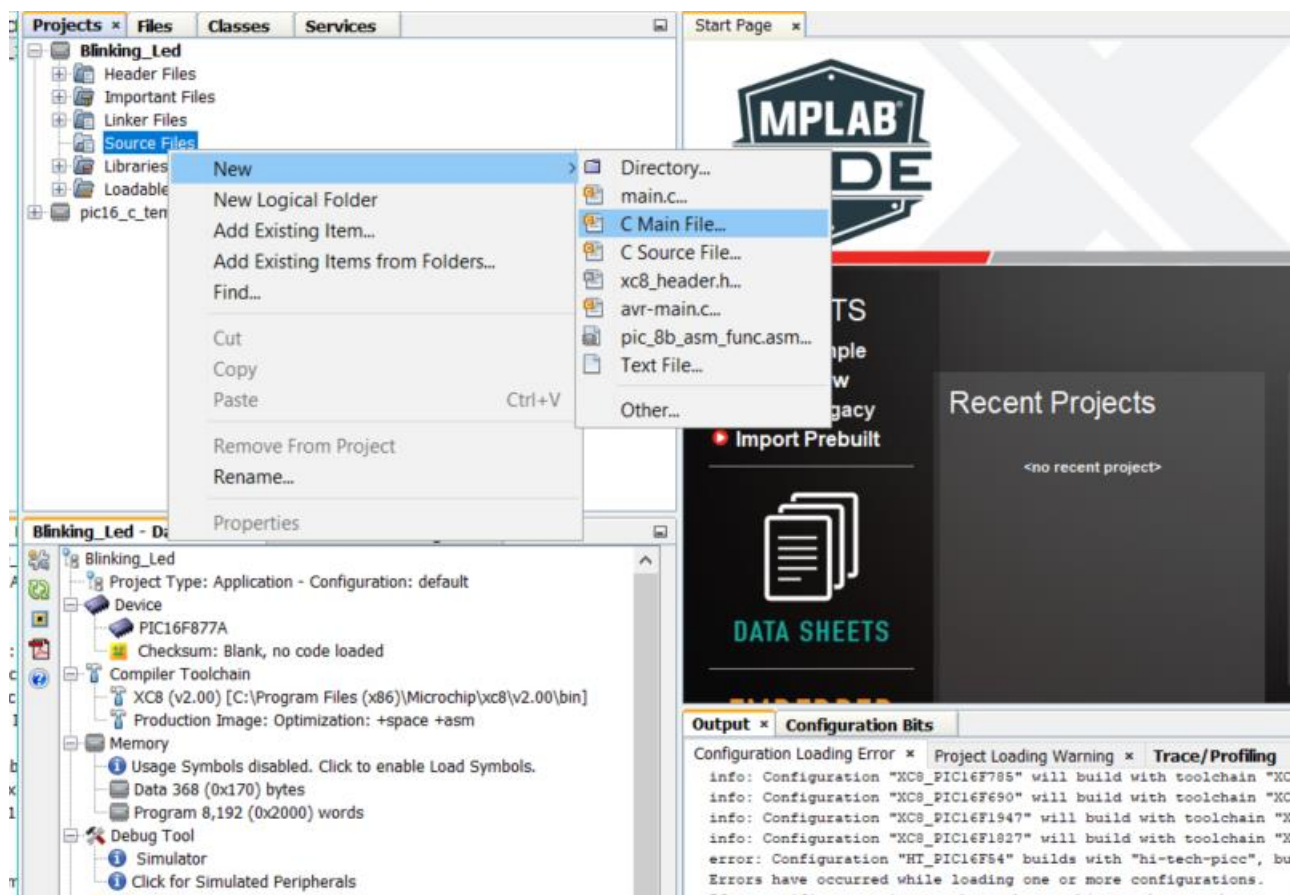 Projects × Files Classes Services
Blinking_Led
Header Files
Important Files
Linker Files
Source Files
Libraries
Loadable
New
New Logical Folder
Add Existing Item...
Add Existing Items from Folders...
Find...
Cut
Copy
Paste Ctrl+V
Remove From Project
Rename...
Properties
Directory...
main.c...
C Main File...
C Source File...
xc8_header.h...
avr-main.c...
pic_8b_asm_func.asm...
Text File...
Other...
Start Page ×
MPLAB
Import Prebuilt
Recent Projects
<no recent project>
DATA SHEETS
Blinking_Led
Blinking_Led
Project Type: Application - Configuration: default
Device
PIC16F877A
Checksum: Blank, no code loaded
Compiler Toolchain
XC8 (v2.00) [C:\Program Files (x86)\Microchip\xc8\v2.00\bin]
Production Image: Optimization: +space +asm
Memory
Usage Symbols disabled. Click to enable Load Symbols.
Data 368 (0x170) bytes
Program 8,192 (0x2000) words
Debug Tool
Simulator
Click for Simulated Peripherals
Output × Configuration Bits
Configuration Loading Error × Project Loading Warning × Trace/Profiling
info: Configuration "XC8_PIC16F785" will build with toolchain "XC
info: Configuration "XC8_PIC16F690" will build with toolchain "XC
info: Configuration "XC8_PIC16F1947" will build with toolchain "X
info: Configuration "XC8_PIC16F1827" will build with toolchain "X
error: Configuration "HT_PIC16F54" builds with "hi-tech-picc", bu
Errors have occurred while loading one or more configurations.